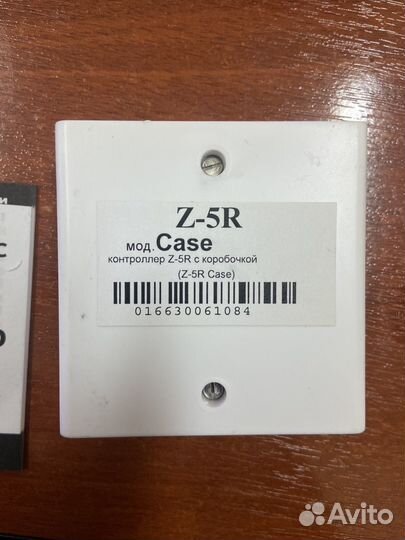 Z-5R
мод.Case
контроллер Z-5R с коробочкой
(Z-5R Case)
016630061084
и
С
Avito